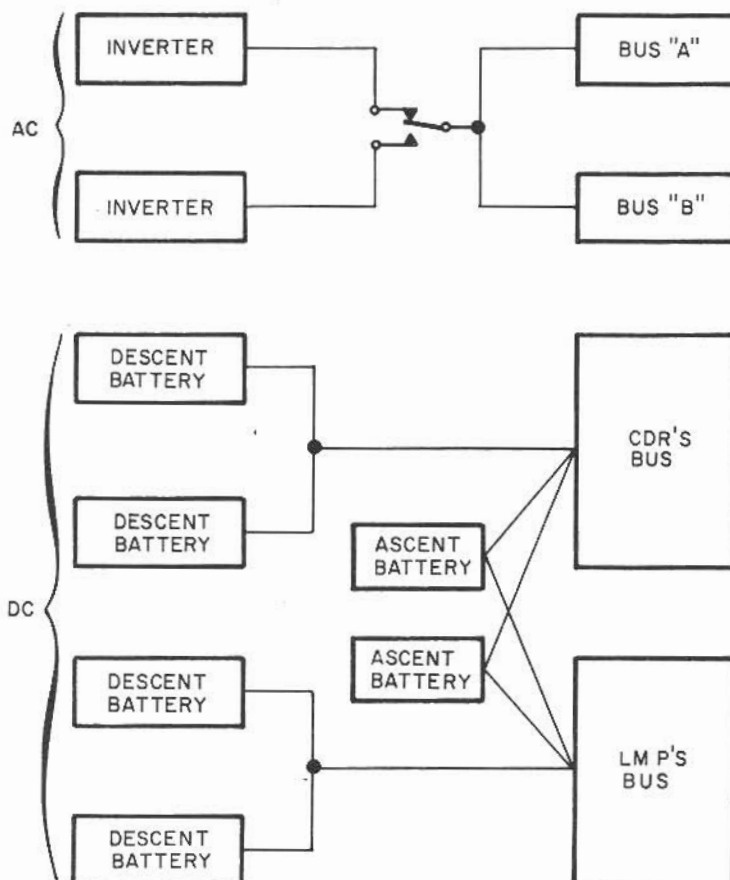 AC
INVERTER
BUS "A"
INVERTER
BUS "B"
DC
DESCENT
BATTERY
CDR'S
BUS
DESCENT
BATTERY
ASCENT
BATTERY
ASCENT
BATTERY
DESCENT
BATTERY
LM P'S
BUS
DESCENT
BATTERY